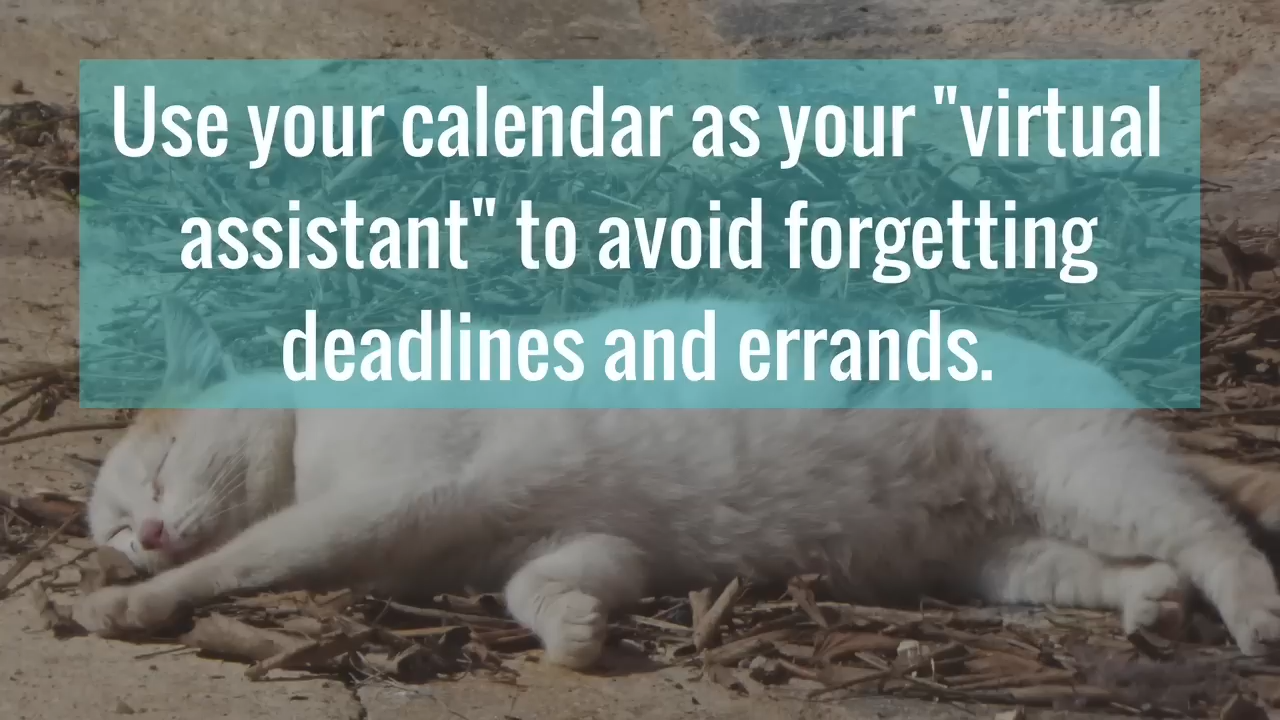 Use your calendar as your "virtual
assistant" to avoid forgetting
deadlines and errands.